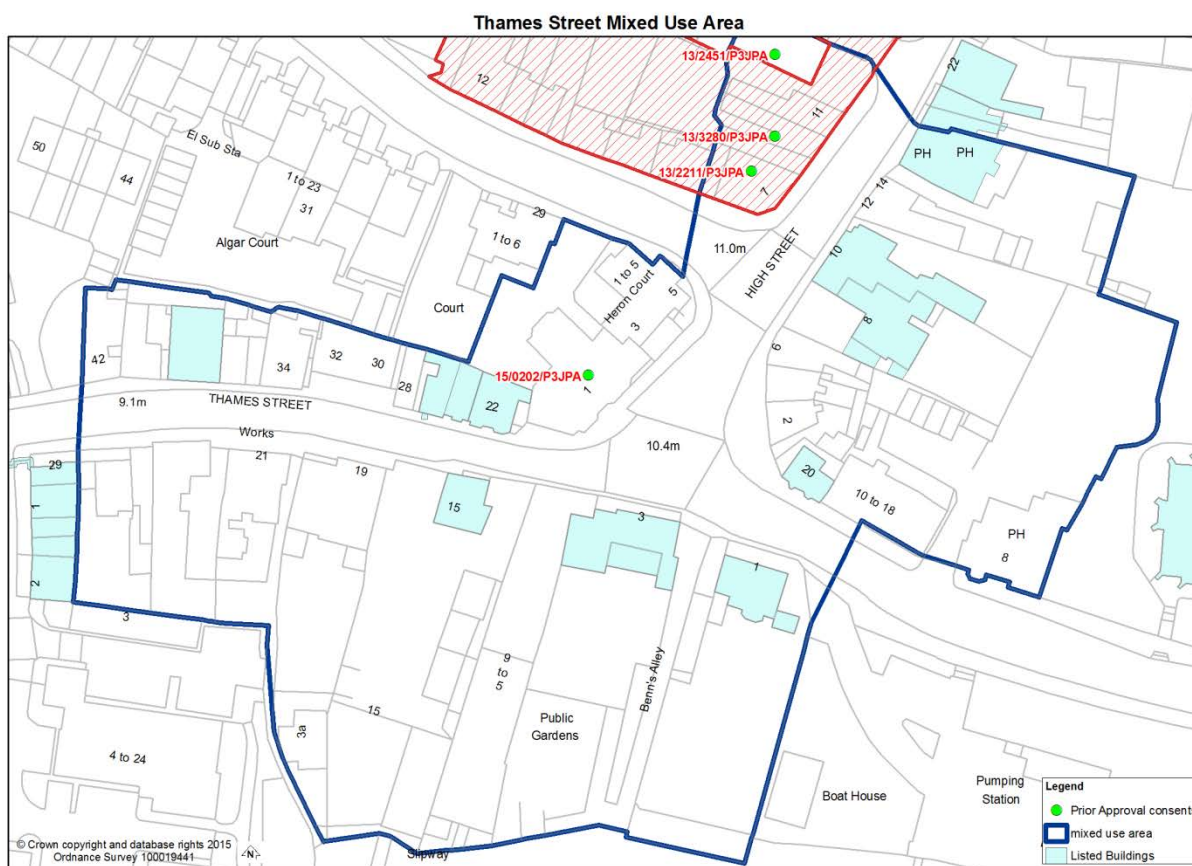 Thames Street Mixed Use Area
13/2451/P3JPA
22
12
11
13/3280/P3JPA
El Sub Sta
PH
PH
50
44
1 to 23
31
13/2211/P3JPA
7
14
12
29
1 to 6
Algar Court
11.0m
HIGH STREET
10
1 to 5
Heron Court
5
Court
3
8
6
42
34
32
30
28
15/0202/P3JPA
1
9.1m
THAMES STREET
22
2
Works
10.4m
29
21
19
20
10 to 18
1
15
3
PH
8
2
1
3
9 to 5
Benn's Alley
15
3a
Public
Gardens
4 to 24
Boat House
Pumping
Station
Legend
Prior Approval consent
mixed use area
Listed Buildings
© Crown copyright and database rights 2015
Ordnance Survey 100019441
N
Slipway